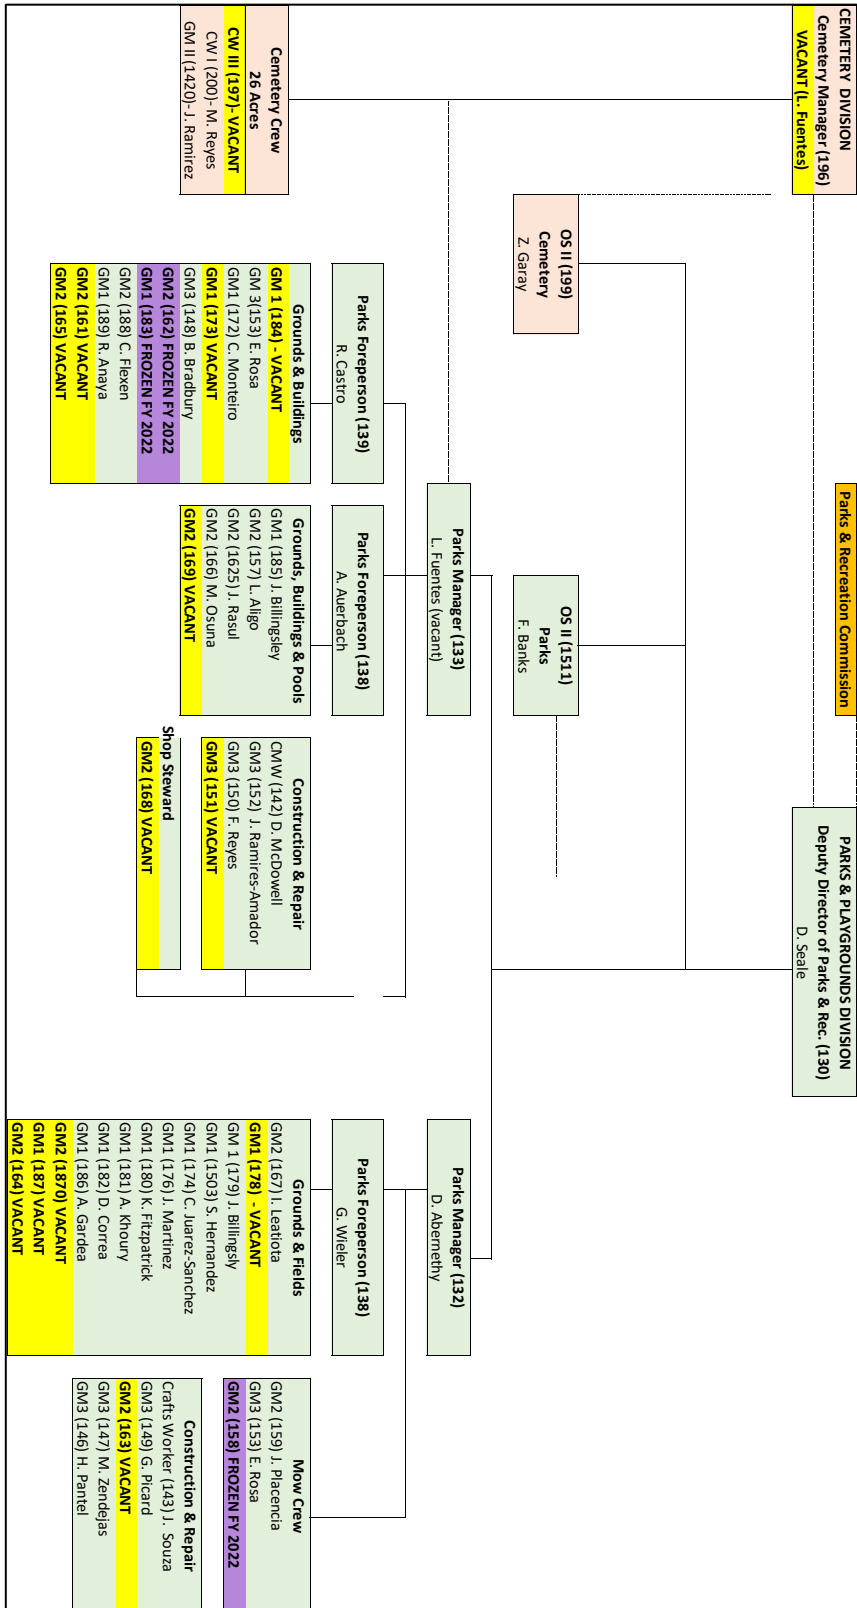 CEMETERY DIVISION
Cemetery Manager (196)
VACANT (L. Fuentes)
Parks & Recreation Commission
PARKS & PLAYGROUNDS DIVISION
Deputy Director of Parks & Rec. (130)
D. Seale
OS II (199)
Cemetery
Z. Garay
OS II (1511)
Parks
F. Banks
Parks Manager (133)
L. Fuentes (vacant)
Parks Manager (132)
D. Abernethy
Parks Foreperson (139)
R. Castro
Parks Foreperson (138)
A. Auerbach
Parks Foreperson (138)
G. Wieler
Cemetery Crew
26 Acres
CW III (197)- VACANT
CW I (200)- M. Reyes
GM II (1420)- J. Ramirez
Grounds & Buildings
GM 1 (184) - VACANT
GM 3(153) E. Rosa
GM1 (172) C. Monteiro
GM1 (173) VACANT
GM3 (148) B. Bradbury
GM2 (162) FROZEN FY 2022
GM1 (183) FROZEN FY 2022
GM2 (188) C. Flexen
GM1 (189) R. Anaya
GM2 (161) VACANT
GM2 (165) VACANT
Grounds, Buildings & Pools
GM1 (185) J. Billingsley
GM2 (157) L. Aligo
GM2 (1625) J. Rasul
GM2 (166) M. Osuna
GM2 (169) VACANT
Construction & Repair
CMW (142) D. McDowell
GM3 (152)  J. Ramires-Amador
GM3 (150) F. Reyes
GM3 (151) VACANT
Shop Steward
GM2 (168) VACANT
Grounds & Fields
GM2 (167) I. Leatiota
GM1 (178)  - VACANT
GM 1 (179) J. Billingsly
GM1 (1503) S. Hernandez
GM1 (174) C. Juarez-Sanchez
GM1 (176) J. Martinez
GM1 (180) K. Fitzpatrick
GM1 (181) A. Khoury
GM1 (182) D. Correa
GM1 (186) A. Gardea
GM2 (1870) VACANT
GM1 (187) VACANT
GM2 (164) VACANT
Mow Crew
GM2 (159) J. Placencia
GM3 (153) E. Rosa
GM2 (158) FROZEN FY 2022
Construction & Repair
Crafts Worker (143) J.  Souza
GM3 (149) G. Picard
GM2 (163) VACANT
GM3 (147) M. Zendejas
GM3 (146) H. Pantel